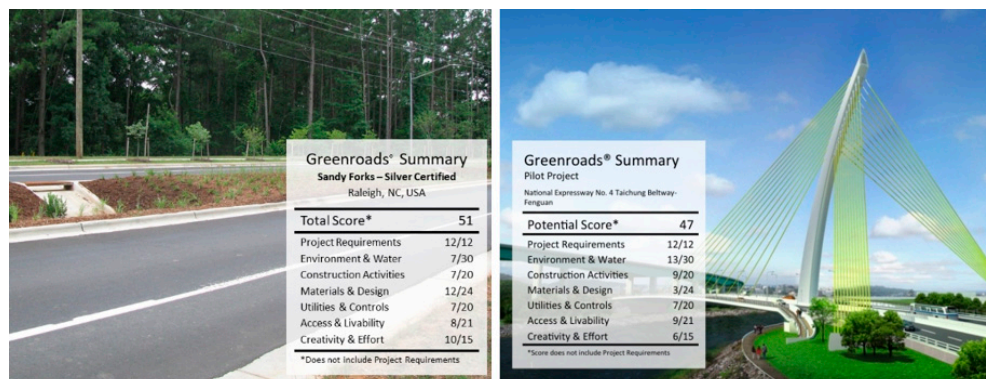 Greenroads® Summary
Sandy Forks – Silver Certified
Raleigh, NC, USA
Total Score* 51
Project Requirements 12/12
Environment & Water 7/30
Construction Activities 7/20
Materials & Design 12/24
Utilities & Controls 7/20
Access & Livability 8/21
Creativity & Effort 10/15
*Does not include Project Requirements
Greenroads® Summary
Pilot Project
National Expressway No. 4 Taichung Beltway-
Fenguan
Potential Score* 47
Project Requirements 12/12
Environment & Water 13/30
Construction Activities 9/20
Materials & Design 3/24
Utilities & Controls 7/20
Access & Livability 9/21
Creativity & Effort 6/15
*Score does not include Project Requirements